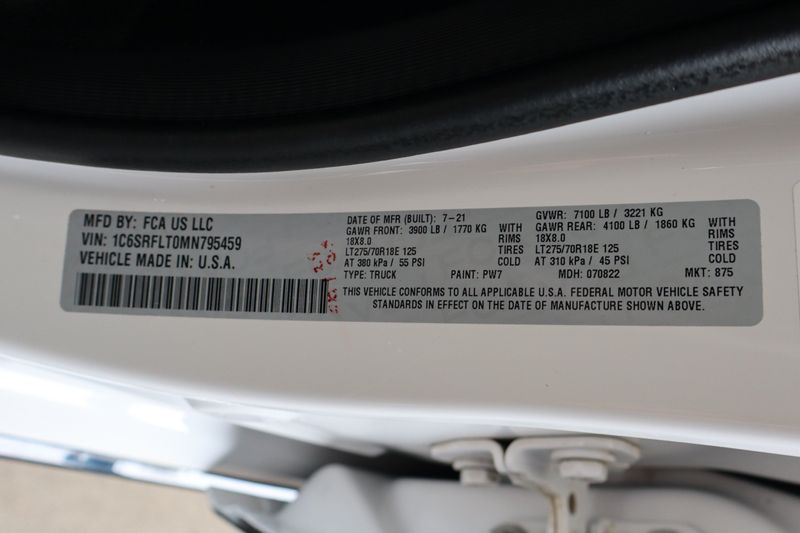 MFD BY: FCA US LLC
VIN: 1C6SRFLT0MN795459
VEHICLE MADE IN: U.S.A.
DATE OF MFR (BUILT): 7-21
GVWR: 7100 LB / 3221 KG
GAWR FRONT: 3900 LB / 1770 KG WITH
GAWR REAR: 4100 LB / 1860 KG WITH
18X8.0 RIMS
18X8.0 RIMS
LT275/70R18E 125 TIRES
LT275/70R18E 125 TIRES
AT 380 kPa / 55 PSI COLD
AT 310 kPa / 45 PSI COLD
TYPE: TRUCK PAINT: PW7 MDH: 070822 MKT: 875
THIS VEHICLE CONFORMS TO ALL APPLICABLE U.S.A. FEDERAL MOTOR VEHICLE SAFETY
STANDARDS IN EFFECT ON THE DATE OF MANUFACTURE SHOWN ABOVE.